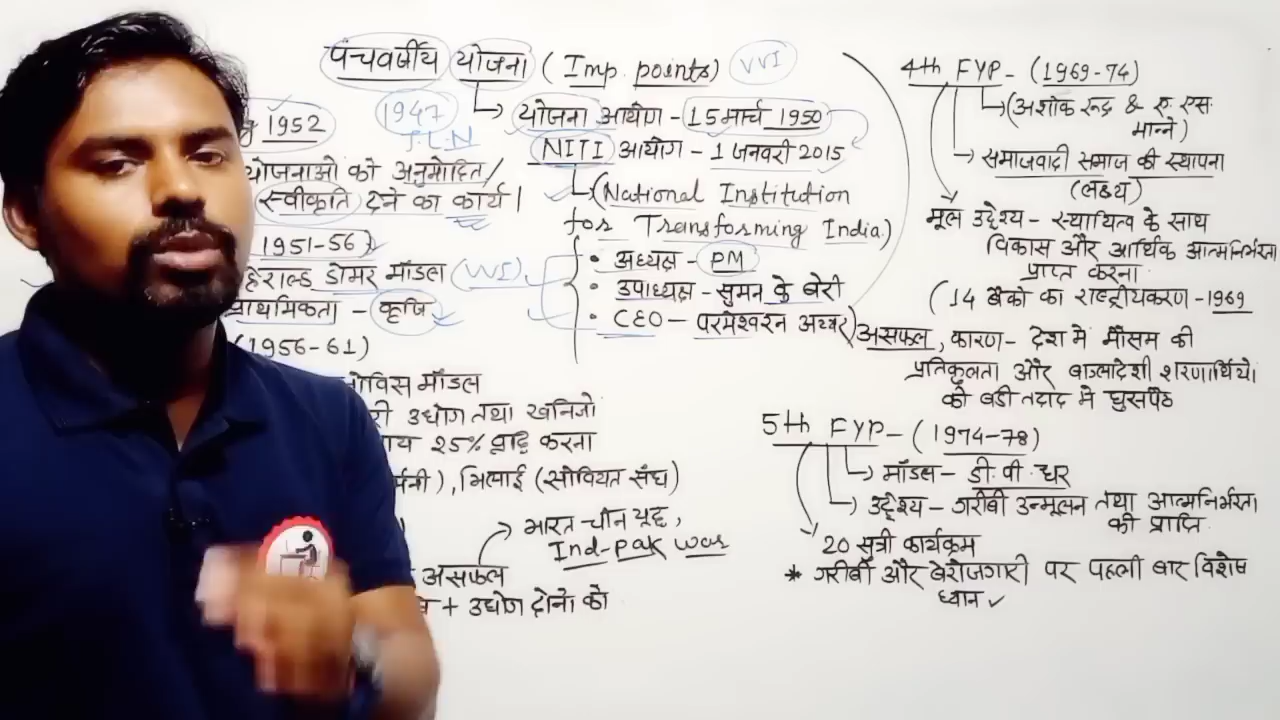 पंचवर्षीय योजना (Imp. points) VVI
1947
J.L.N
योजना आयोग - 15 मार्च 1950
NITI आयोग - 1 जनवरी 2015
(National Institution
for Transforming India)
• अध्यक्ष - PM
• उपाध्यक्ष - सुमन के बेरी
• CEO - परमेश्वरन अय्यर)
1952
योजनाओं को अनुमोदित/
स्वीकृति देने का कार्य।
1951-56)
हेराल्ड डोमर मॉडल (VVI)
प्राथमिकता - कृषि
(1956-61)
मॉडल
उधोग तथा खनिजो
25% वृद्धि करना
), भिलाई (सोवियत संघ)
भारत-चीन युद्ध,
Ind-pak war
असफल
+ उधोग दोनो को
4th FYP - (1969-74)
(अशोक रूद्र & ए. एस.
मान्ने)
समाजवादी समाज की स्थापना
(लक्ष्य)
मूल उद्देश्य - स्थायित्व के साथ
विकास और आर्थिक आत्मनिर्भरता
प्राप्त करना
(14 बैंको का राष्ट्रीयकरण - 1969
असफल, कारण - देश में मौसम की
प्रतिकूलता और बाग्लादेशी शरणार्थियो
की बडी तदाद मे घुसपैठ
5th FYP - (1974-78)
मॉडल - डी. पी. धर
उद्देश्य - गरीबी उन्मूलन तथा आत्मनिर्भरता
की प्राप्ति.
20 सूत्री कार्यक्रम
* गरीबी और बेरोजगारी पर पहली बार विशेष
ध्यान